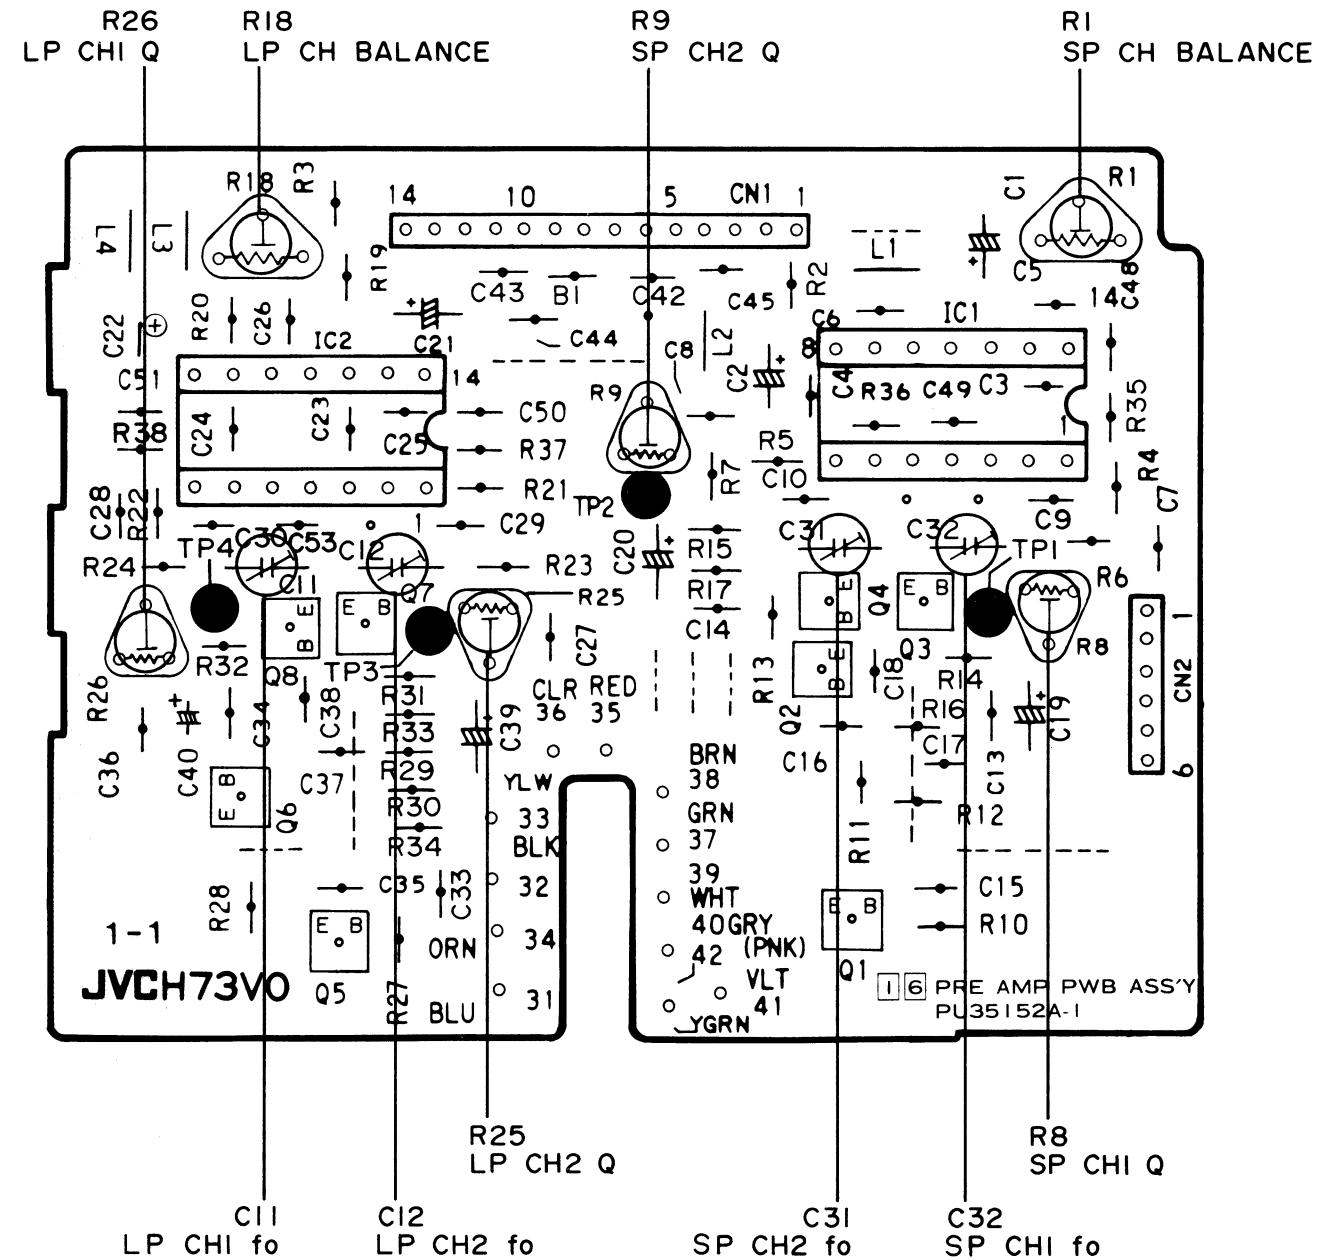 R26
LP CH1 Q
R18
LP CH BALANCE
R9
SP CH2 Q
R1
SP CH BALANCE
R18
R3
14
10
5
CN1
1
C1
R1
L4
L3
R19
L1
C5
C48
C43
B1
C42
C45
R2
14
R20
C26
C22
+
IC2
C21
C44
C8
L2
C6
8
IC1
C51
14
R9
C2
C4
R36
C49
C3
R38
C24
C23
C25
C50
R37
R5
1
R35
R21
TP2
R7
C10
R4
C28
R22
C30
C53
C12
1
C29
C20
R15
C31
C32
C9
C7
TP4
TP1
R24
C11
Q7
R23
R25
R17
Q4
R6
E
B
E
B
C14
E
B
E
B
Q3
R8
1
R32
Q8
TP3
C27
R13
B
E
C18
R14
CN2
R26
C34
C38
R31
CLR
RED
36
35
Q2
R16
C19
C36
C40
R33
C39
C16
C17
C13
6
C37
R29
YLW
BRN
38
B
E
Q6
R30
33
GRN
37
R11
R12
R34
BLK
39
R28
C35
C33
32
WHT
C15
1-1
E B
ORN
34
40 GRY
(PNK)
42
E B
R10
JVC H73V0
Q5
R27
BLU
31
VLT
41
YGRN
Q1
1 6 PRE AMP PWB ASS'Y
PU35152A-1
R25
LP CH2 Q
R8
SP CH1 Q
C11
LP CH1 fo
C12
LP CH2 fo
C31
SP CH2 fo
C32
SP CH1 fo